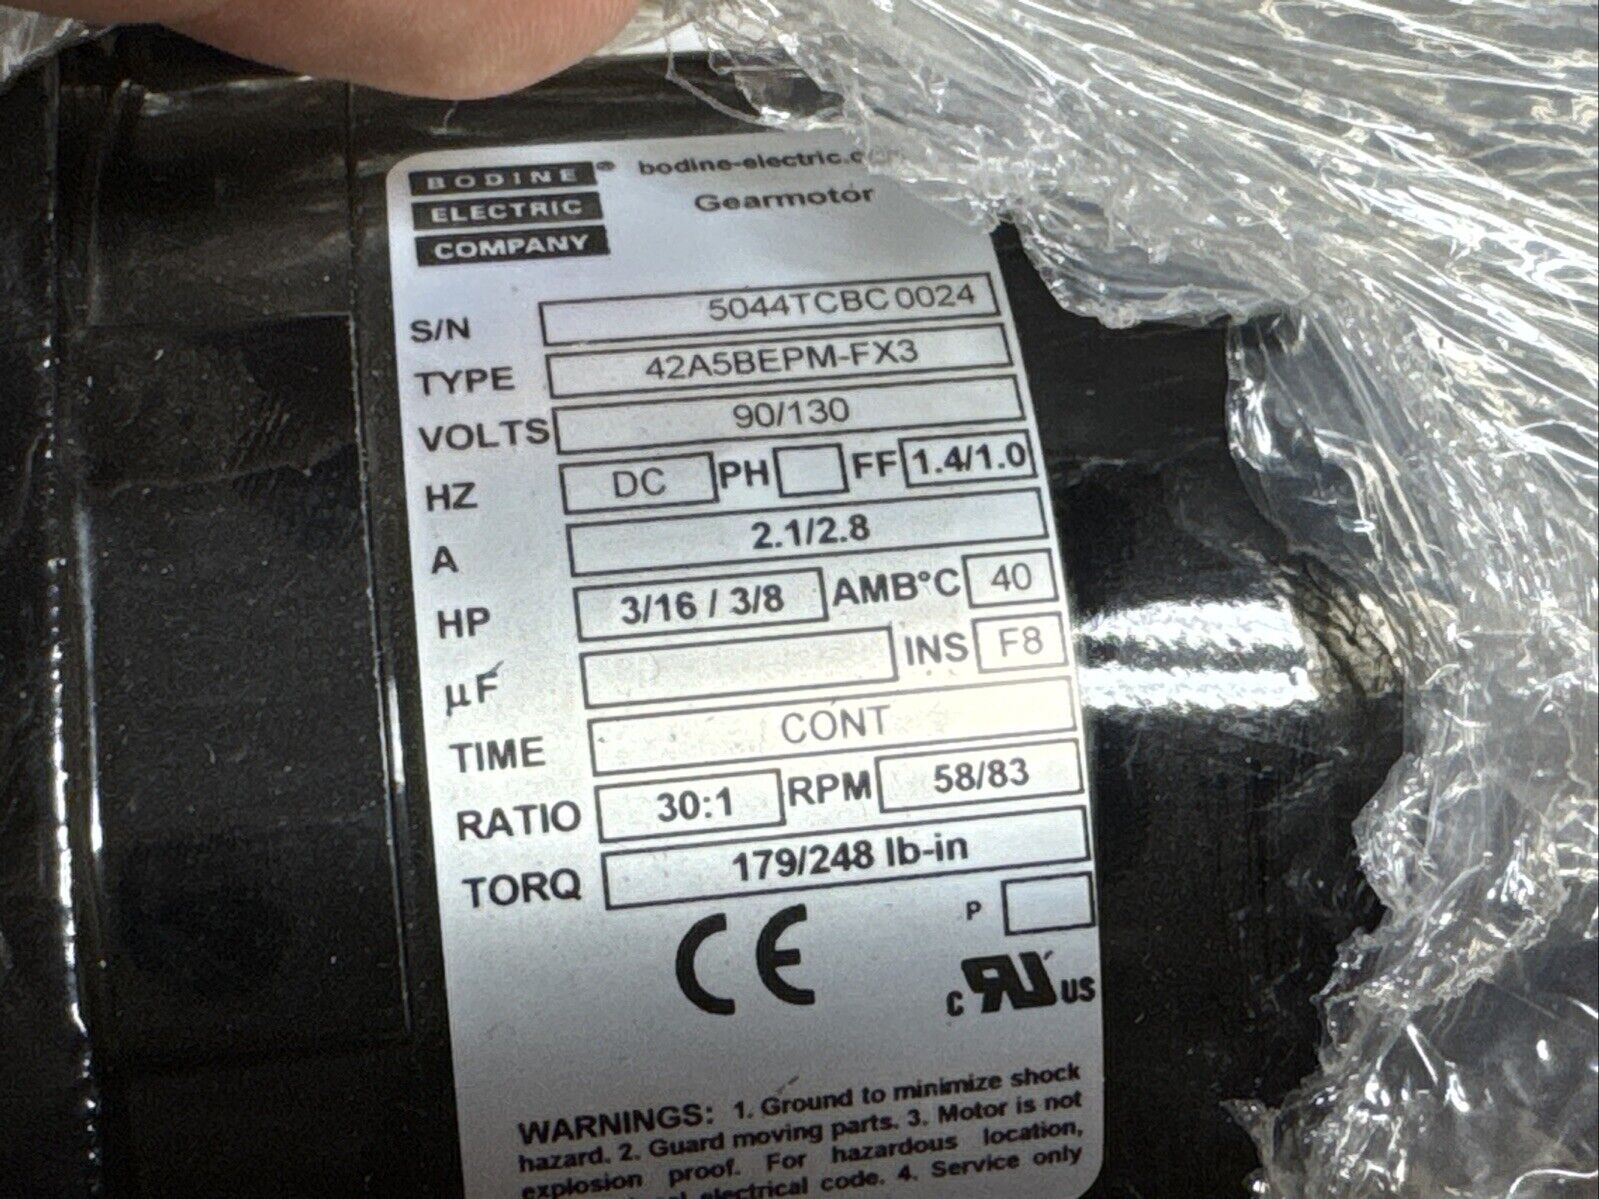 BODINE ® bodine-electric.com
ELECTRIC Gearmotor
COMPANY
S/N 5044TCBC0024
TYPE 42A5BEPM-FX3
VOLTS 90/130
HZ DC PH FF 1.4/1.0
A 2.1/2.8
HP 3/16 / 3/8 AMB°C 40
µF INS F8
TIME CONT
RATIO 30:1 RPM 58/83
TORQ 179/248 lb-in
P
CE c RU US
WARNINGS: 1. Ground to minimize shock
hazard. 2. Guard moving parts. 3. Motor is not
explosion proof. For hazardous location,
electrical code. 4. Service only